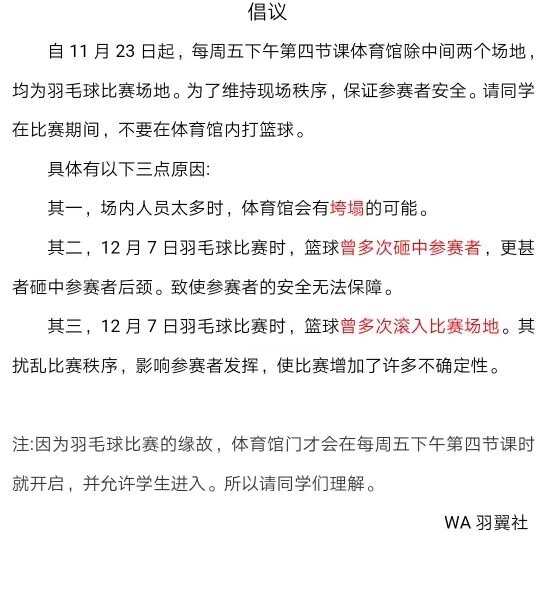 倡议
自 11 月 23 日起，每周五下午第四节课体育馆除中间两个场地，
均为羽毛球比赛场地。为了维持现场秩序，保证参赛者安全。请同学
在比赛期间，不要在体育馆内打篮球。
具体有以下三点原因:
其一，场内人员太多时，体育馆会有垮塌的可能。
其二，12 月 7 日羽毛球比赛时，篮球曾多次砸中参赛者，更甚
者砸中参赛者后颈。致使参赛者的安全无法保障。
其三，12 月 7 日羽毛球比赛时，篮球曾多次滚入比赛场地。其
扰乱比赛秩序，影响参赛者发挥，使比赛增加了许多不确定性。
注:因为羽毛球比赛的缘故，体育馆门才会在每周五下午第四节课时
就开启，并允许学生进入。所以请同学们理解。
WA 羽翼社